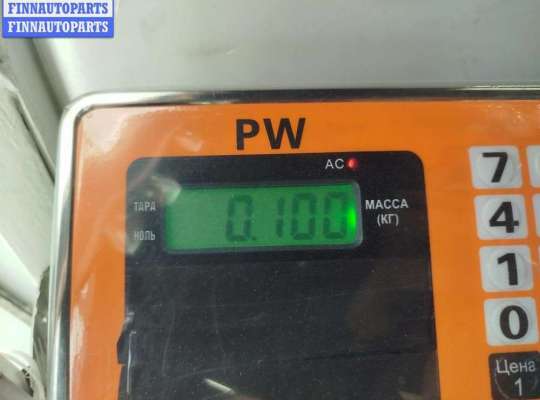 FINNAUTOPARTS
FINNAUTOPARTS
PW
AC
ТАРА
НОЛЬ
0.100
МАССА
(КГ)
7
4
1
0
Цена
1